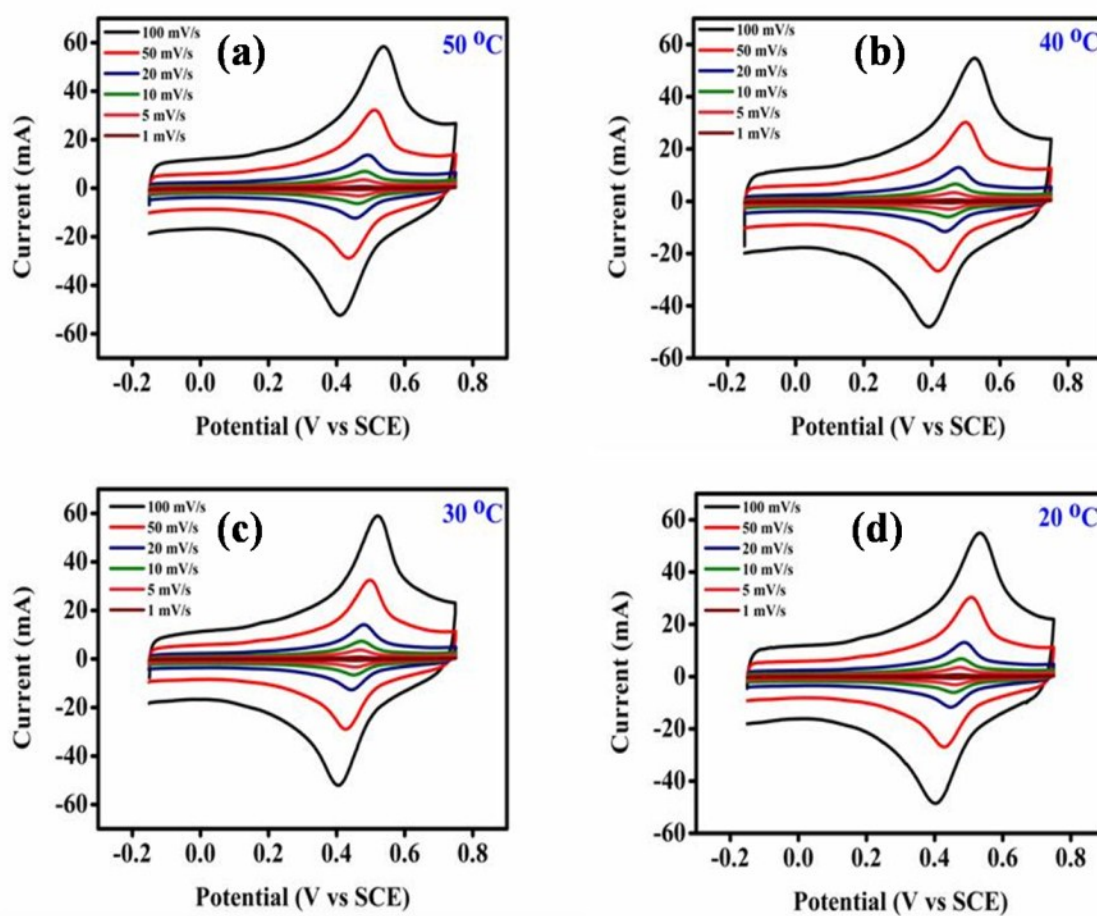 (a)
50 °C
100 mV/s
50 mV/s
20 mV/s
10 mV/s
5 mV/s
1 mV/s
60
40
20
0
-20
-40
-60
Current (mA)
-0.2 0.0 0.2 0.4 0.6 0.8
Potential (V vs SCE)
(b)
40 °C
100 mV/s
50 mV/s
20 mV/s
10 mV/s
5 mV/s
1 mV/s
60
40
20
0
-20
-40
-60
Current (mA)
-0.2 0.0 0.2 0.4 0.6 0.8
Potential (V vs SCE)
(c)
30 °C
100 mV/s
50 mV/s
20 mV/s
10 mV/s
5 mV/s
1 mV/s
60
40
20
0
-20
-40
-60
Current (mA)
-0.2 0.0 0.2 0.4 0.6 0.8
Potential (V vs SCE)
(d)
20 °C
100 mV/s
50 mV/s
20 mV/s
10 mV/s
5 mV/s
1 mV/s
60
40
20
0
-20
-40
-60
Current (mA)
-0.2 0.0 0.2 0.4 0.6 0.8
Potential (V vs SCE)